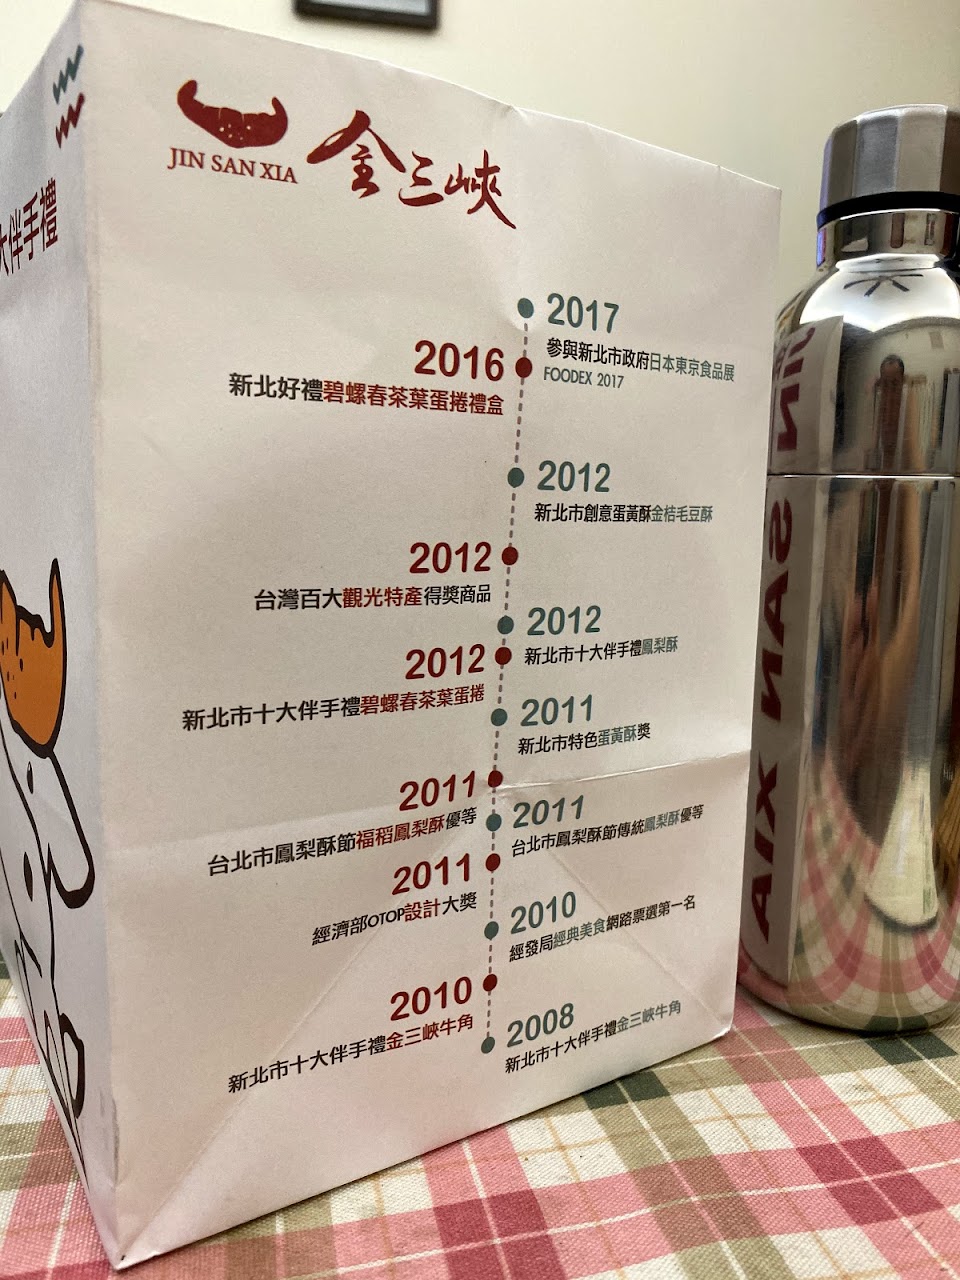 大伴手禮
JIN SAN XIA
金三峽
2017
參與新北市政府日本東京食品展
FOODEX 2017
2016
新北好禮碧螺春茶葉蛋捲禮盒
2012
新北市創意蛋黃酥金桔毛豆酥
2012
台灣百大觀光特產得獎商品
2012
新北市十大伴手禮鳳梨酥
2012
新北市十大伴手禮碧螺春茶葉蛋捲
2011
新北市特色蛋黃酥獎
2011
台北市鳳梨酥節福稻鳳梨酥優等
2011
台北市鳳梨酥節傳統鳳梨酥優等
2011
經濟部OTOP設計大獎
2010
經發局經典美食網路票選第一名
2010
新北市十大伴手禮金三峽牛角
2008
新北市十大伴手禮金三峽牛角
JIN SAN XIA